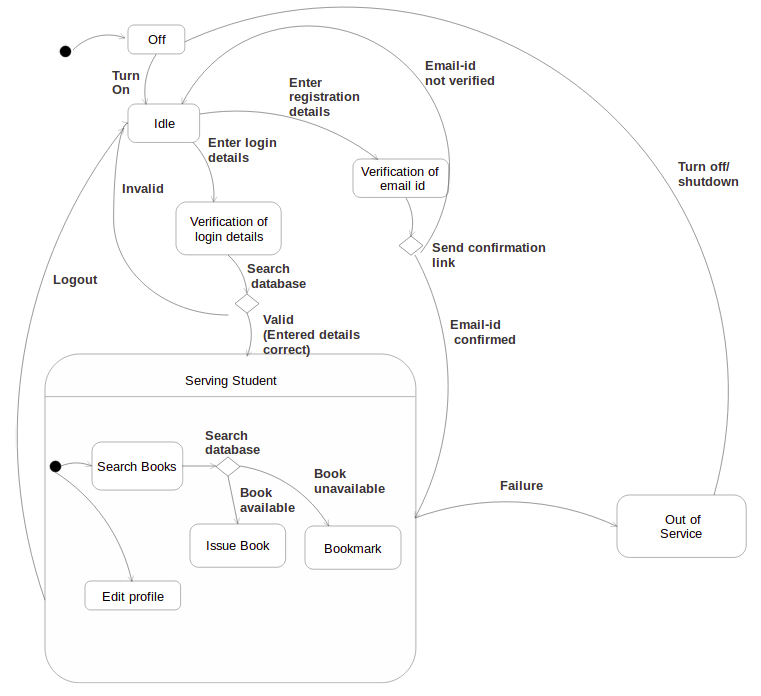 Off
Turn
On
Email-id
not verified
Enter
registration
details
Idle
Enter login
details
Verification of
email id
Turn off/
shutdown
Invalid
Verification of
login details
Send confirmation
link
Search
database
Logout
Valid
(Entered details
correct)
Email-id
confirmed
Serving Student
Search
database
Search Books
Book
unavailable
Book
available
Failure
Out of
Service
Issue Book
Bookmark
Edit profile